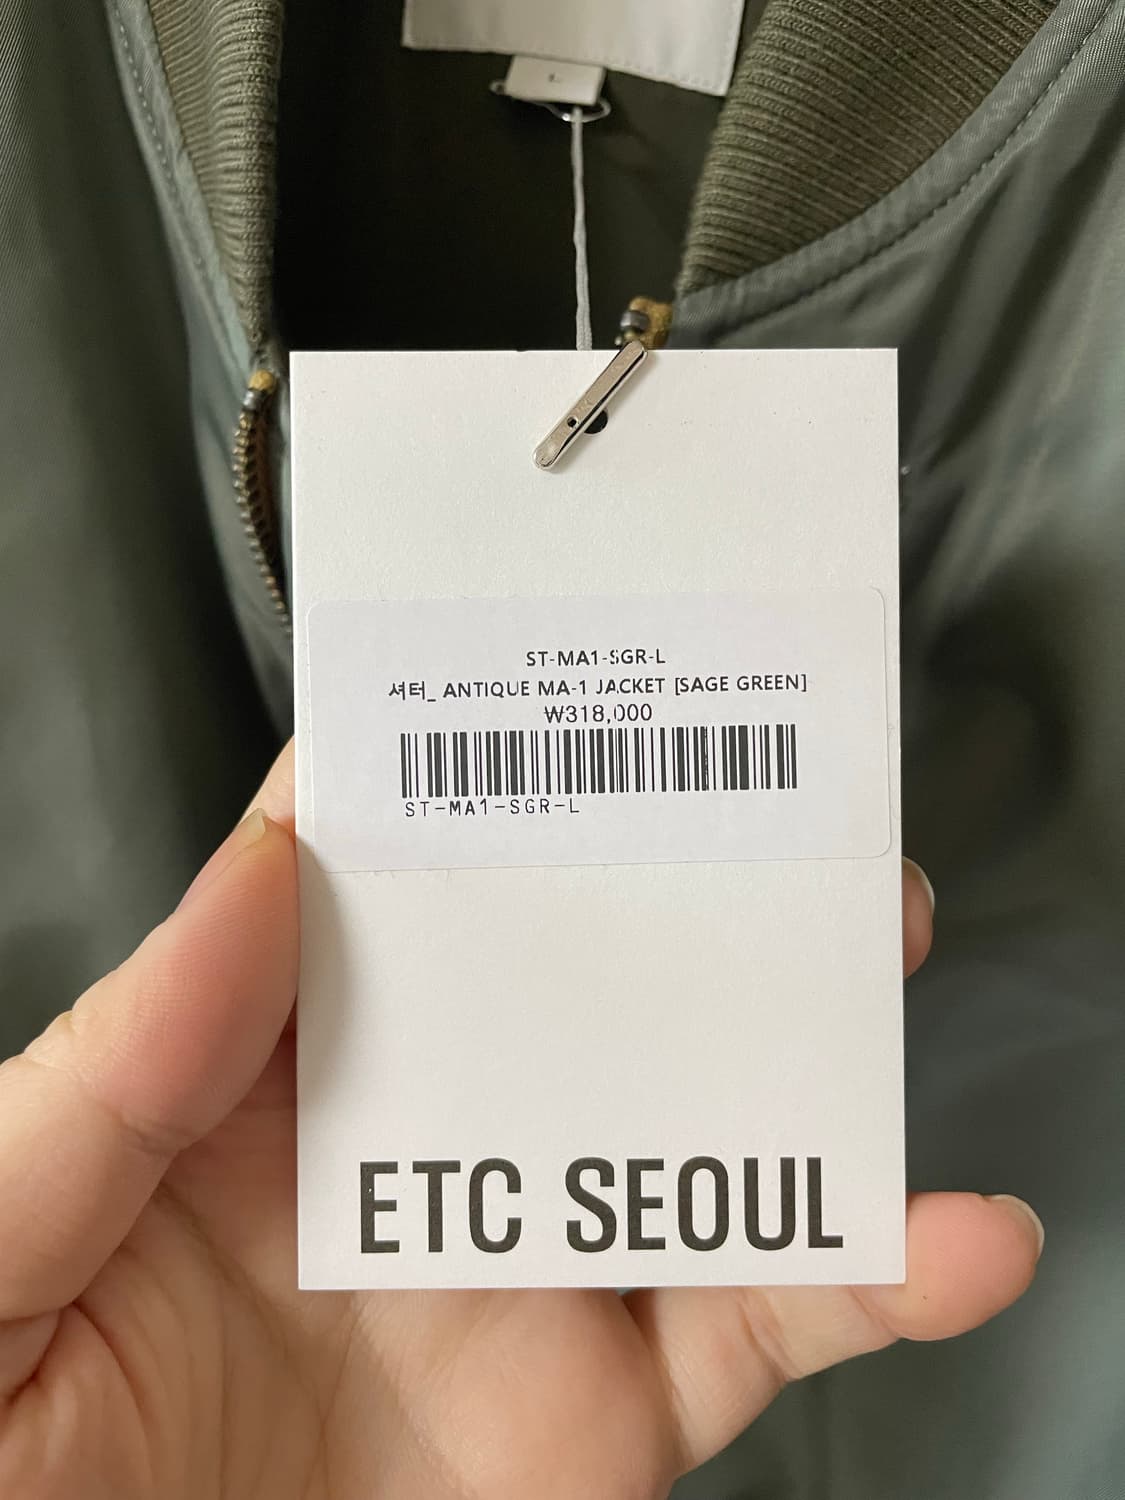 L
ST-MA1-SGR-L
셔터_ ANTIQUE MA-1 JACKET [SAGE GREEN]
₩318,000
ST-MA1-SGR-L
ETC SEOUL